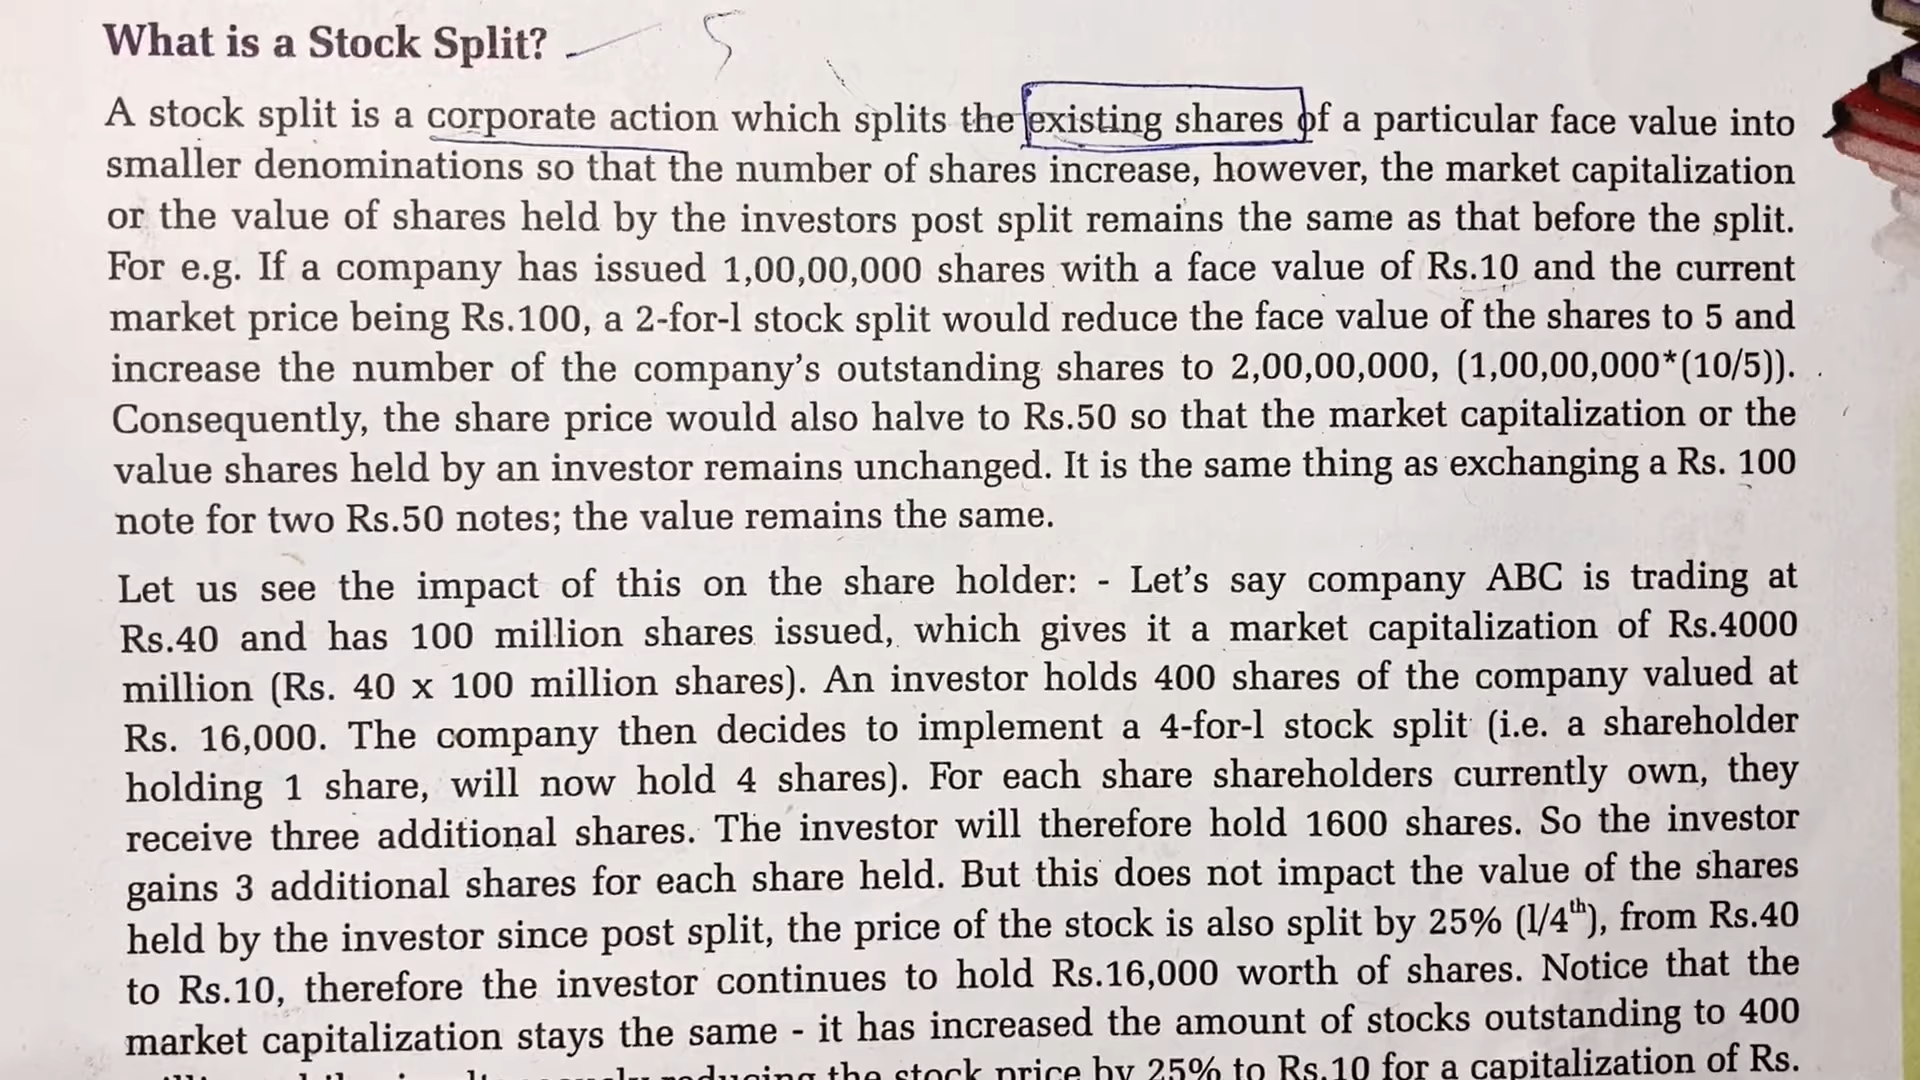 What is a Stock Split? 5
A stock split is a corporate action which splits the existing shares of a particular face value into
smaller denominations so that the number of shares increase, however, the market capitalization
or the value of shares held by the investors post split remains the same as that before the split.
For e.g. If a company has issued 1,00,00,000 shares with a face value of Rs.10 and the current
market price being Rs.100, a 2-for-l stock split would reduce the face value of the shares to 5 and
increase the number of the company's outstanding shares to 2,00,00,000, (1,00,00,000*(10/5)).
Consequently, the share price would also halve to Rs.50 so that the market capitalization or the
value shares held by an investor remains unchanged. It is the same thing as exchanging a Rs. 100
note for two Rs.50 notes; the value remains the same.
Let us see the impact of this on the share holder: - Let's say company ABC is trading at
Rs.40 and has 100 million shares issued, which gives it a market capitalization of Rs.4000
million (Rs. 40 x 100 million shares). An investor holds 400 shares of the company valued at
Rs. 16,000. The company then decides to implement a 4-for-l stock split (i.e. a shareholder
holding 1 share, will now hold 4 shares). For each share shareholders currently own, they
receive three additional shares. The investor will therefore hold 1600 shares. So the investor
gains 3 additional shares for each share held. But this does not impact the value of the shares
held by the investor since post split, the price of the stock is also split by 25% (l/4th), from Rs.40
to Rs.10, therefore the investor continues to hold Rs.16,000 worth of shares. Notice that the
market capitalization stays the same - it has increased the amount of stocks outstanding to 400
reducing the stock price by 25% to Rs.10 for a capitalization of Rs.